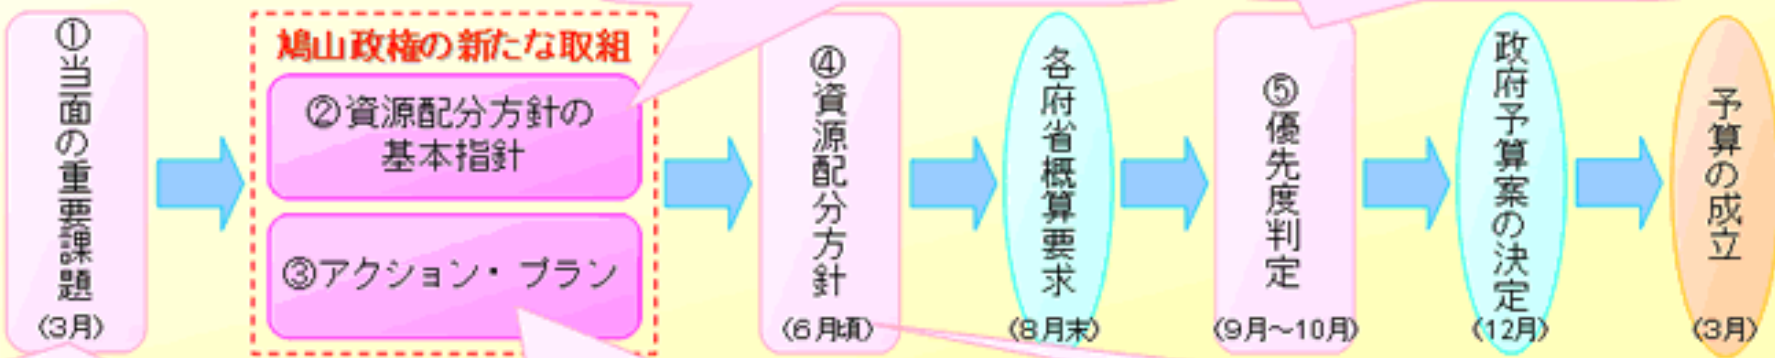 ①当面の重要課題
(3月)
鳩山政権の新たな取組
②資源配分方針の
基本指針
③アクション・プラン
④資源配分方針
(6月頃)
各府省概算要求
(8月末)
⑤優先度判定
(9月～10月)
政府予算案の決定
(12月)
予算の成立
(3月)